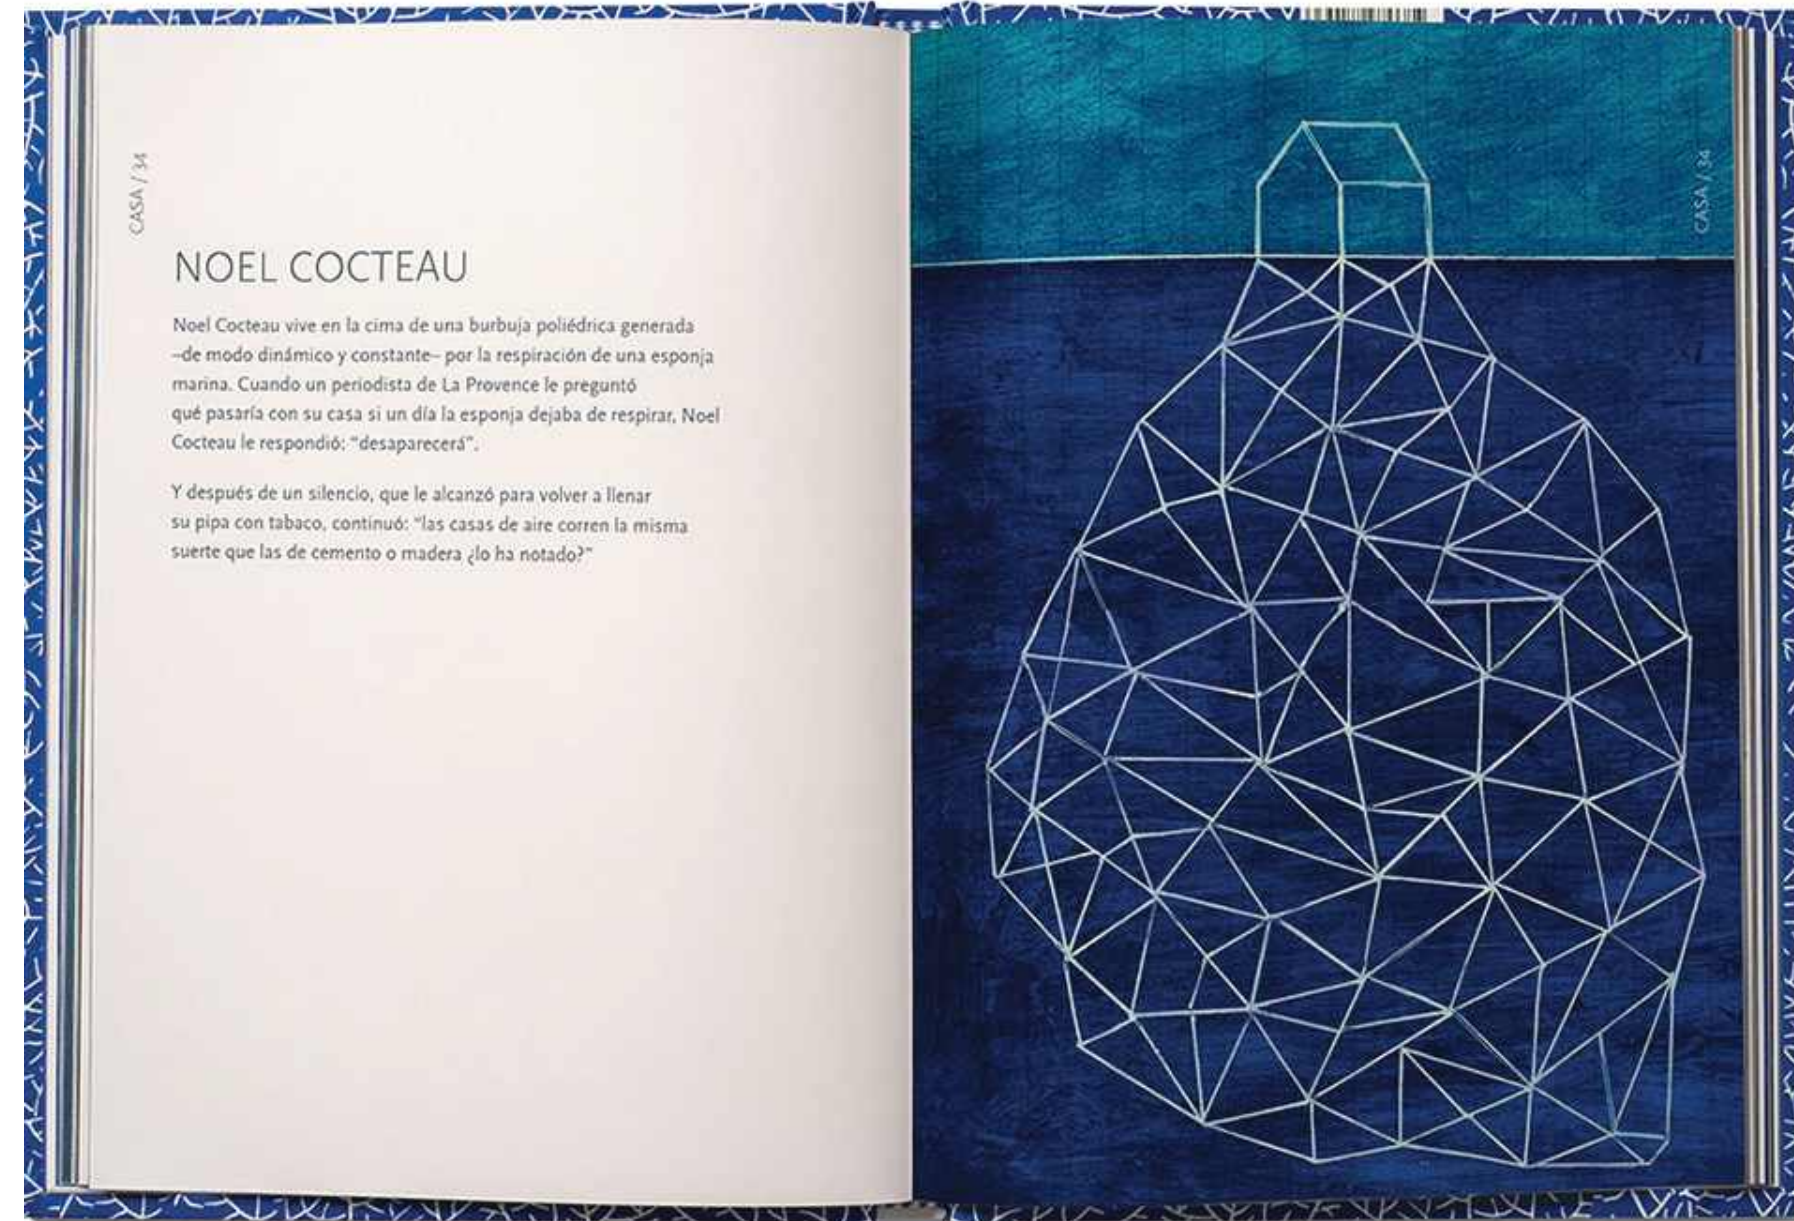 CASA / 34
NOEL COCTEAU
Noel Cocteau vive en la cima de una burbuja poliédrica generada
–de modo dinámico y constante– por la respiración de una esponja
marina. Cuando un periodista de La Provence le preguntó
qué pasaría con su casa si un día la esponja dejaba de respirar, Noel
Cocteau le respondió: “desaparecerá”.
Y después de un silencio, que le alcanzó para volver a llenar
su pipa con tabaco, continuó: “las casas de aire corren la misma
suerte que las de cemento o madera ¿lo ha notado?”
CASA / 34